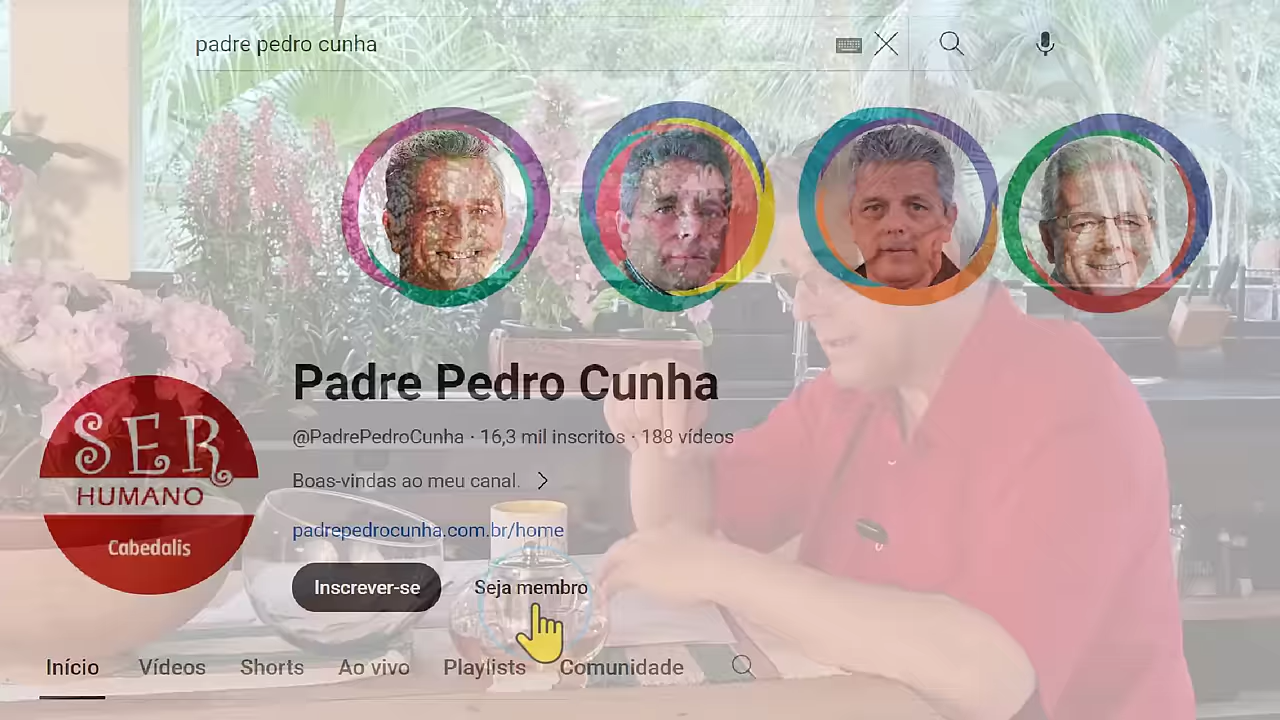 padre pedro cunha
Padre Pedro Cunha
@PadrePedroCunha · 16,3 mil inscritos · 188 vídeos
Boas-vindas ao meu canal.
padrepedrocunha.com.br/home
SER
HUMANO
Cabedalis
Inscrever-se
Seja membro
Início Vídeos Shorts Ao vivo Playlists Comunidade